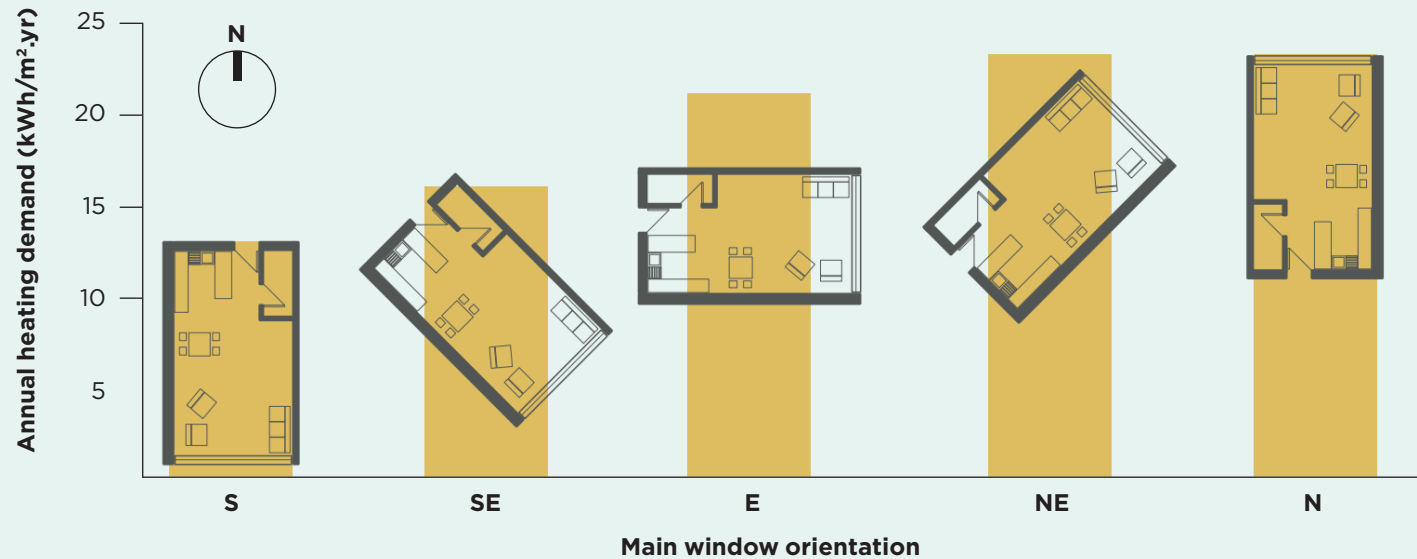 Annual heating demand (kWh/m².yr)
25
20
15
10
5
N
S
SE
E
NE
N
Main window orientation